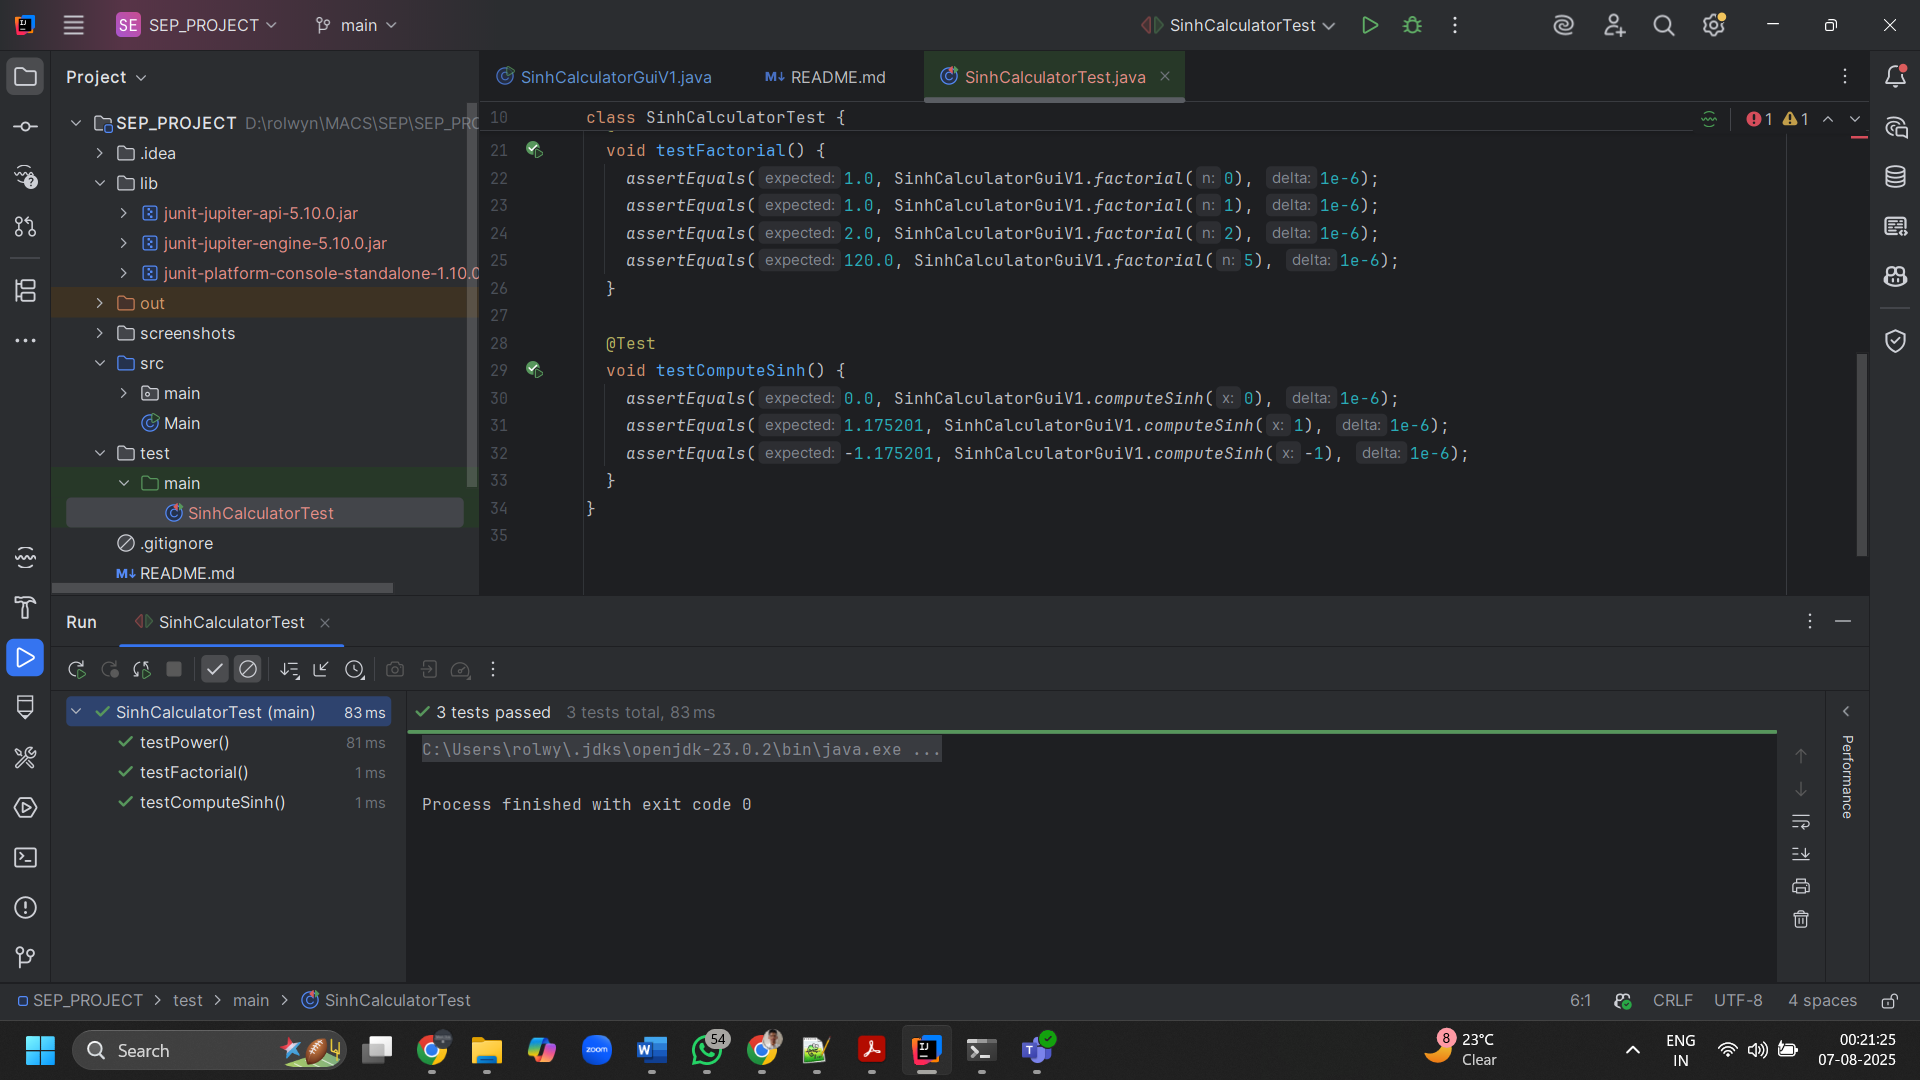 SE SEP_PROJECT
main
SinhCalculatorTest
Project
SinhCalculatorGuiV1.java
M↓ README.md
SinhCalculatorTest.java
SEP_PROJECT D:\rolwyn\MACS\SEP\SEP_PRO
.idea
lib
junit-jupiter-api-5.10.0.jar
junit-jupiter-engine-5.10.0.jar
junit-platform-console-standalone-1.10.0
out
screenshots
src
main
Main
test
main
SinhCalculatorTest
.gitignore
M↓ README.md
10 class SinhCalculatorTest {
1 1
21 void testFactorial() {
22 assertEquals( expected: 1.0, SinhCalculatorGuiV1.factorial( n: 0), delta: 1e-6);
23 assertEquals( expected: 1.0, SinhCalculatorGuiV1.factorial( n: 1), delta: 1e-6);
24 assertEquals( expected: 2.0, SinhCalculatorGuiV1.factorial( n: 2), delta: 1e-6);
25 assertEquals( expected: 120.0, SinhCalculatorGuiV1.factorial( n: 5), delta: 1e-6);
26 }
27
28 @Test
29 void testComputeSinh() {
30 assertEquals( expected: 0.0, SinhCalculatorGuiV1.computeSinh( x: 0), delta: 1e-6);
31 assertEquals( expected: 1.175201, SinhCalculatorGuiV1.computeSinh( x: 1), delta: 1e-6);
32 assertEquals( expected: -1.175201, SinhCalculatorGuiV1.computeSinh( x: -1), delta: 1e-6);
33 }
34 }
35
Run
SinhCalculatorTest
SinhCalculatorTest (main) 83 ms
testPower() 81 ms
testFactorial() 1 ms
testComputeSinh() 1 ms
3 tests passed 3 tests total, 83 ms
C:\Users\rolwy\.jdks\openjdk-23.0.2\bin\java.exe ...
Process finished with exit code 0
Performance
SEP_PROJECT > test > main > SinhCalculatorTest
6:1
CRLF
UTF-8
4 spaces
Search
zoom
54
8
23°C
Clear
ENG
IN
00:21:25
07-08-2025